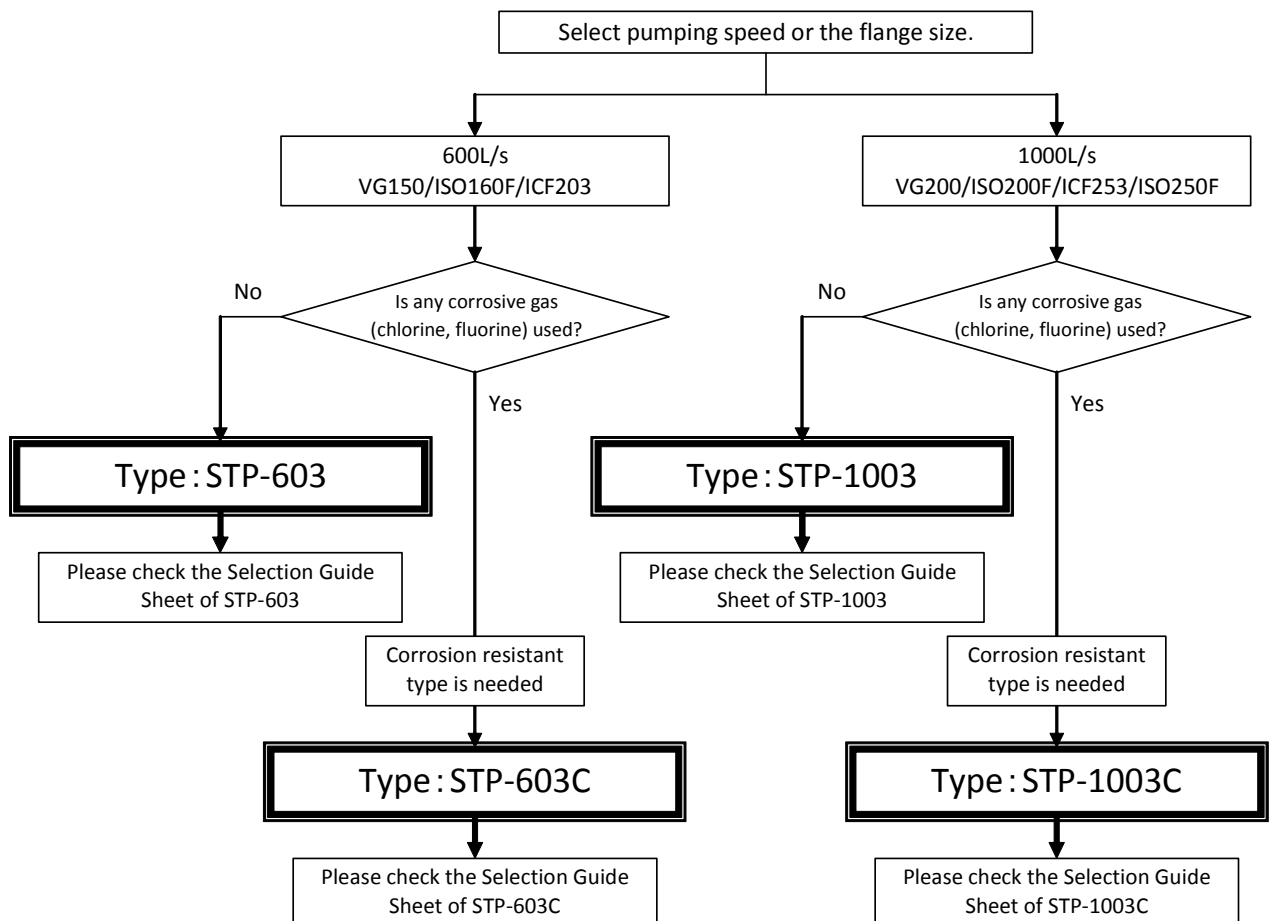 Select pumping speed or the flange size.
600L/s
VG150/ISO160F/ICF203
1000L/s
VG200/ISO200F/ICF253/ISO250F
No
Is any corrosive gas
(chlorine, fluorine) used?
Yes
No
Is any corrosive gas
(chlorine, fluorine) used?
Yes
Type : STP-603
Type : STP-1003
Please check the Selection Guide
Sheet of STP-603
Please check the Selection Guide
Sheet of STP-1003
Corrosion resistant
type is needed
Corrosion resistant
type is needed
Type : STP-603C
Type : STP-1003C
Please check the Selection Guide
Sheet of STP-603C
Please check the Selection Guide
Sheet of STP-1003C